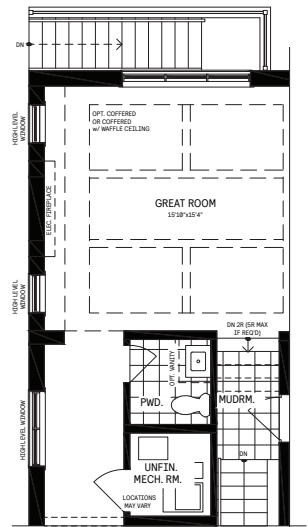 DN
HIGH LEVEL
WINDOW
OPT. COFFERED
OR COFFERED
w/ WAFFLE CEILING
ELEC. FIREPLACE
GREAT ROOM
15'10"x15'4"
HIGH LEVEL
WINDOW
DN 2R (5R MAX
IF REQ'D)
OPT. VANITY
PWD.
MUDRM.
HIGH LEVEL WINDOW
UNFIN.
MECH. RM.
DN
LOCATIONS
MAY VARY